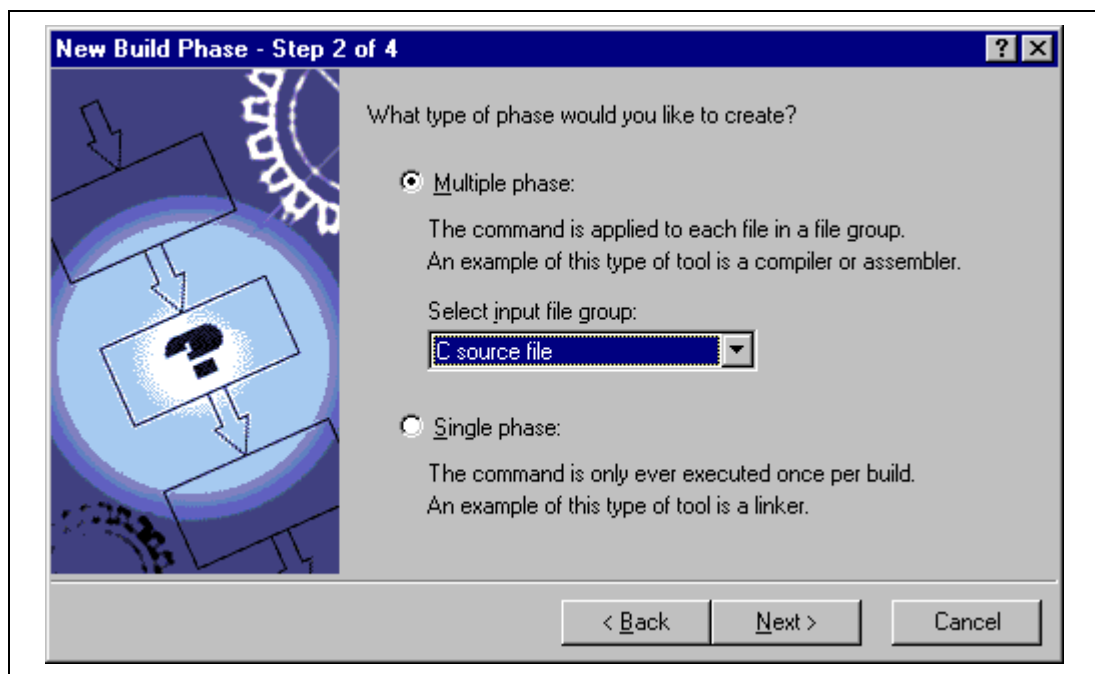 New Build Phase - Step 2 of 4
What type of phase would you like to create?
Multiple phase:
The command is applied to each file in a file group.
An example of this type of tool is a compiler or assembler.
Select input file group:
C source file
Single phase:
The command is only ever executed once per build.
An example of this type of tool is a linker.
< Back
Next >
Cancel